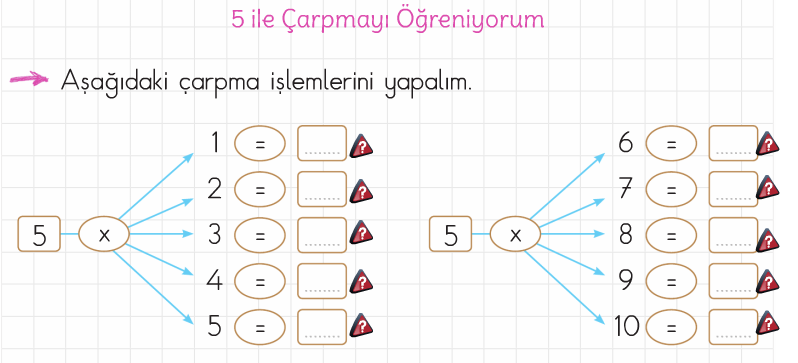 5 ile Çarpmayı Öğreniyorum
Aşağıdaki çarpma işlemlerini yapalım.
5 x
1 = ........
2 = ........
3 = ........
4 = ........
5 = ........
5 x
6 = ........
7 = ........
8 = ........
9 = ........
10 = ........